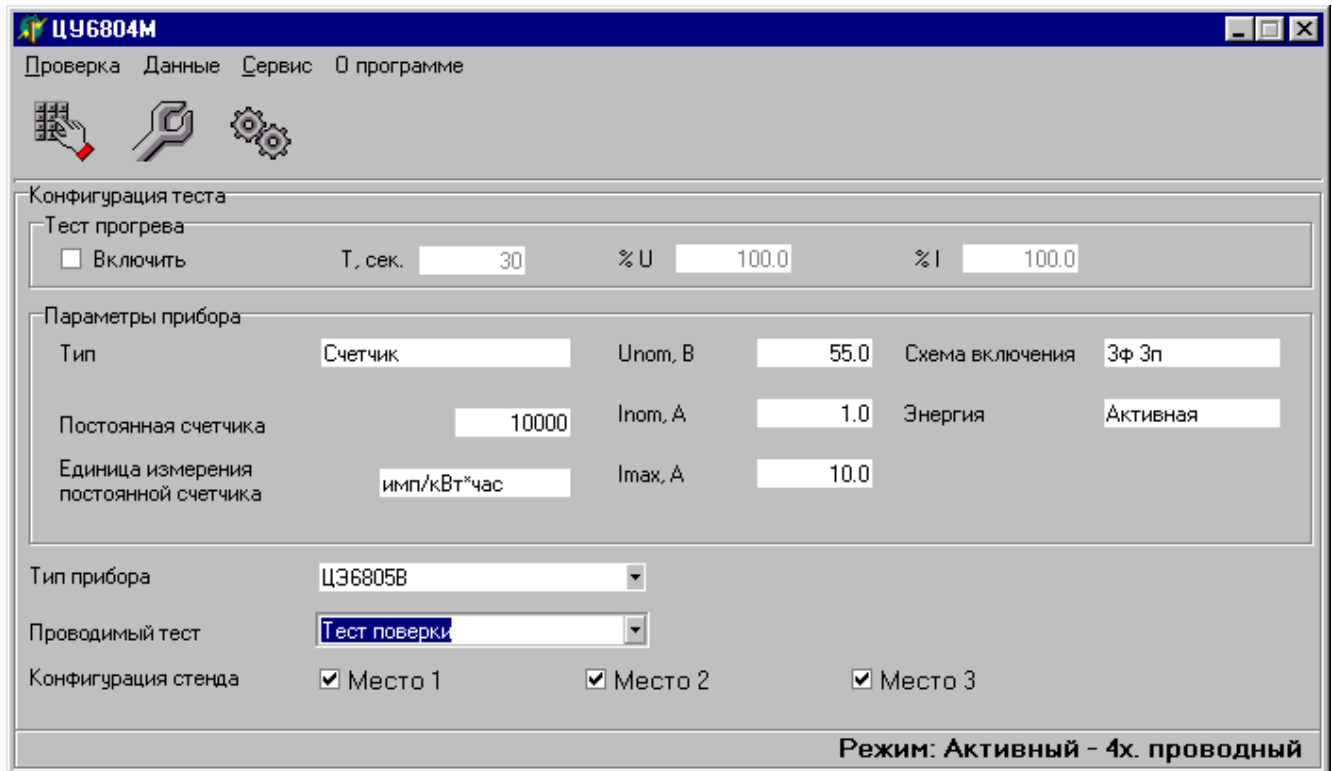 ЦУ6804М
Проверка Данные Сервис О программе
Конфигурация теста
Тест прогрева
Включить T, сек. 30 % U 100.0 % I 100.0
Параметры прибора
Тип Счетчик Unom, В 55.0 Схема включения 3ф 3п
Постоянная счетчика 10000 Inom, А 1.0 Энергия Активная
Единица измерения
постоянной счетчика имп/кВт*час Imax, А 10.0
Тип прибора ЦЭ6805В
Проводимый тест Тест поверки
Конфигурация стенда Место 1 Место 2 Место 3
Режим: Активный - 4х. проводный